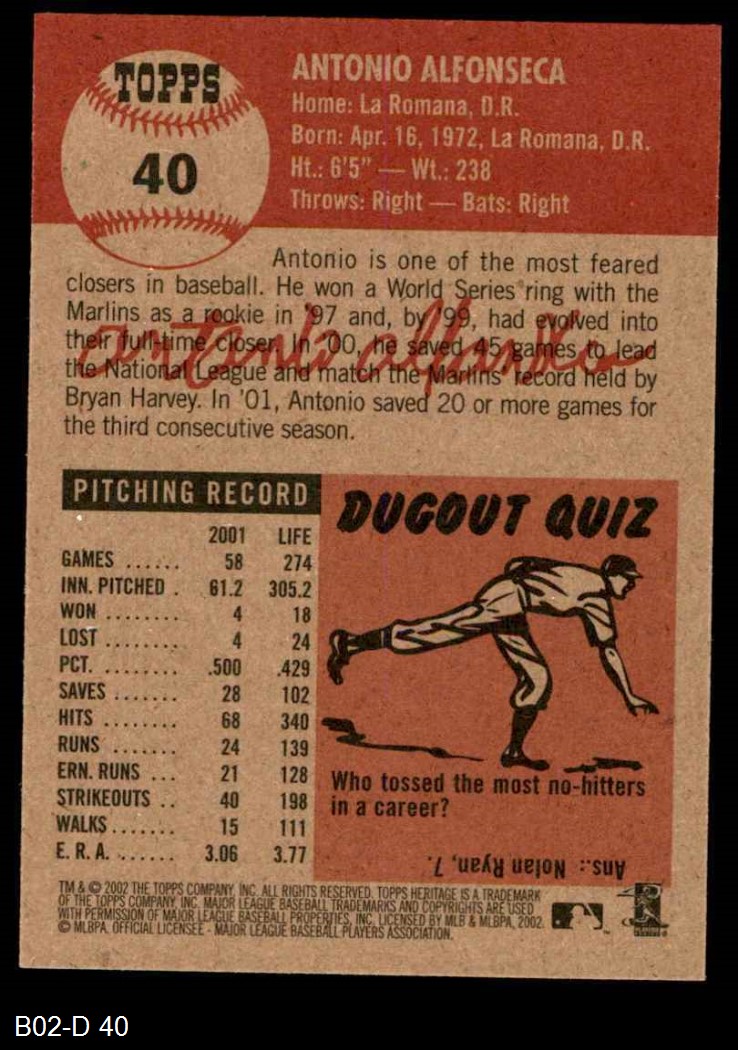 TOPPS
40
ANTONIO ALFONSECA
Home: La Romana, D.R.
Born: Apr. 16, 1972, La Romana, D.R.
Ht.: 6'5" — Wt.: 238
Throws: Right — Bats: Right
Antonio is one of the most feared
closers in baseball. He won a World Series ring with the
Marlins as a rookie in '97 and, by '99, had evolved into
their full-time closer. In '00, he saved 45 games to lead
the National League and match the Marlins' record held by
Bryan Harvey. In '01, Antonio saved 20 or more games for
the third consecutive season.
antonio alfonseca
PITCHING RECORD
2001 LIFE
GAMES ...... 58 274
INN. PITCHED . 61.2 305.2
WON ........ 4 18
LOST ........ 4 24
PCT. ........ .500 .429
SAVES ....... 28 102
HITS ........ 68 340
RUNS ....... 24 139
ERN. RUNS ... 21 128
STRIKEOUTS .. 40 198
WALKS....... 15 111
E. R. A. ....... 3.06 3.77
DUGOUT QUIZ
Who tossed the most no-hitters
in a career?
Ans.: Nolan Ryan, 7.
TM & © 2002 THE TOPPS COMPANY, INC. ALL RIGHTS RESERVED. TOPPS HERITAGE IS A TRADEMARK
OF THE TOPPS COMPANY, INC. MAJOR LEAGUE BASEBALL TRADEMARKS AND COPYRIGHTS ARE USED
WITH PERMISSION OF MAJOR LEAGUE BASEBALL PROPERTIES, INC. LICENSED BY MLB & MLBPA, 2002.
© MLBPA. OFFICIAL LICENSEE - MAJOR LEAGUE BASEBALL PLAYERS ASSOCIATION.
B02-D 40